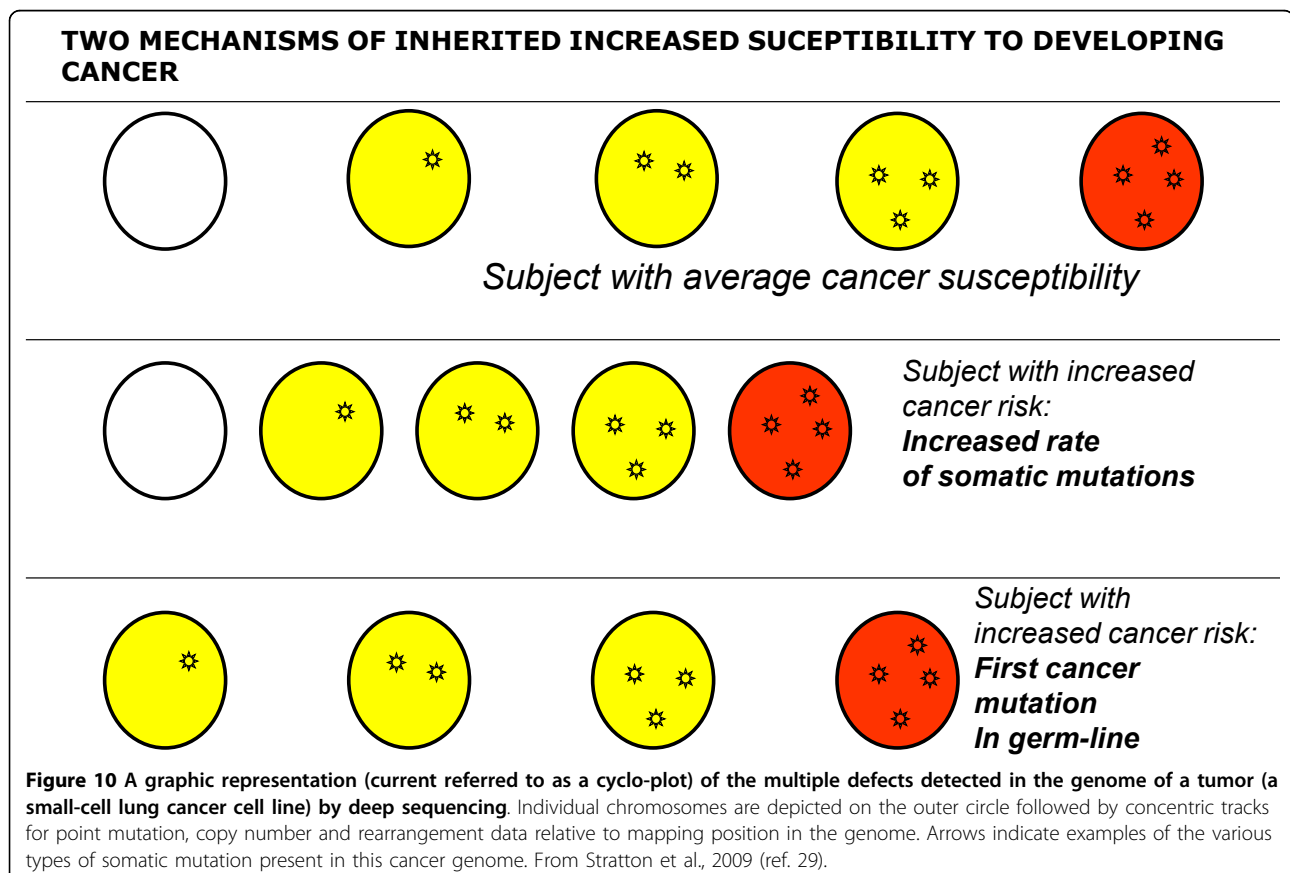 TWO MECHANISMS OF INHERITED INCREASED SUCEPTIBILITY TO DEVELOPING
CANCER
Subject with average cancer susceptibility
Subject with increased
cancer risk:
Increased rate
of somatic mutations
Subject with
increased cancer risk:
First cancer
mutation
In germ-line
Figure 10 A graphic representation (current referred to as a cyclo-plot) of the multiple defects detected in the genome of a tumor (a
small-cell lung cancer cell line) by deep sequencing. Individual chromosomes are depicted on the outer circle followed by concentric tracks
for point mutation, copy number and rearrangement data relative to mapping position in the genome. Arrows indicate examples of the various
types of somatic mutation present in this cancer genome. From Stratton et al., 2009 (ref. 29).